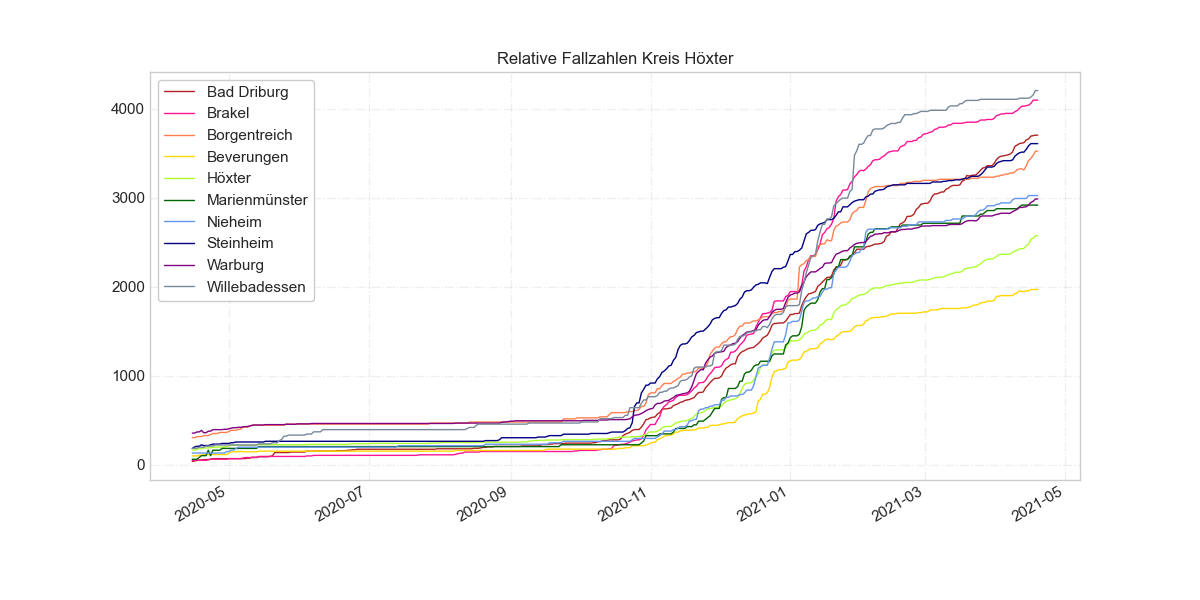 Relative Fallzahlen Kreis Höxter
Bad Driburg
Brakel
Borgentreich
Beverungen
Höxter
Marienmünster
Nieheim
Steinheim
Warburg
Willebadessen
4000
3000
2000
1000
0
2020-05
2020-07
2020-09
2020-11
2021-01
2021-03
2021-05